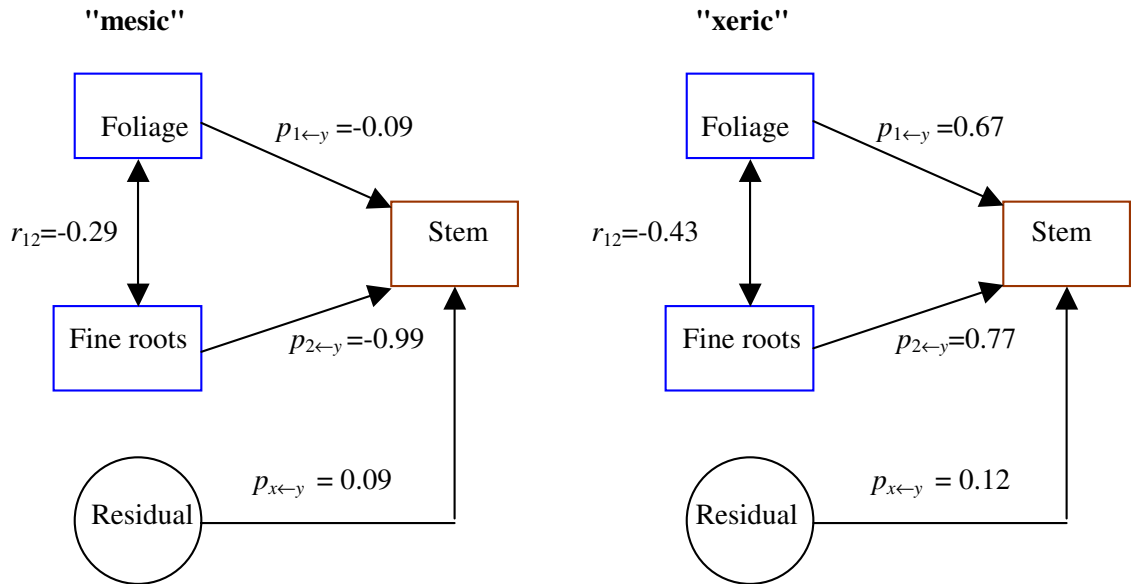 "mesic"
Foliage
p1←y =-0.09
r12=-0.29
Stem
Fine roots
p2←y=-0.99
px←y = 0.09
Residual
"xeric"
Foliage
p1←y =0.67
r12=-0.43
Stem
Fine roots
p2←y=0.77
px←y = 0.12
Residual